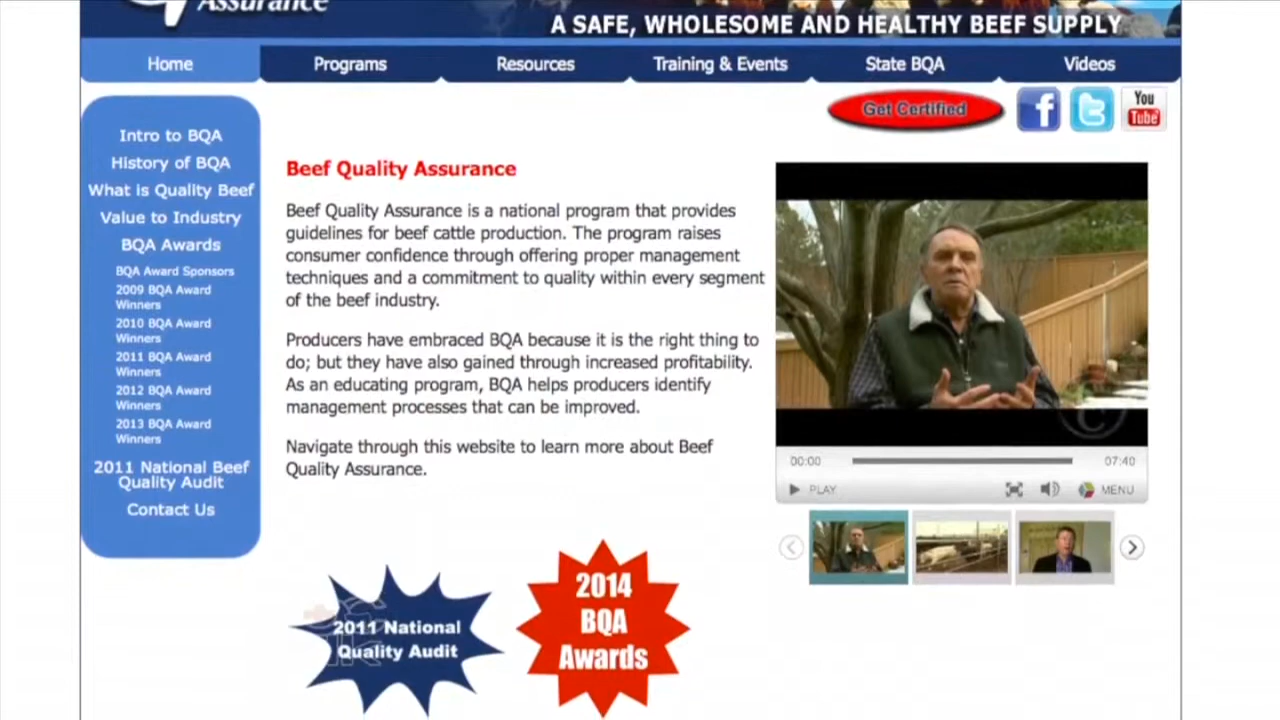 Assurance
A SAFE, WHOLESOME AND HEALTHY BEEF SUPPLY
Home
Programs
Resources
Training & Events
State BQA
Videos
Get Certified
You
Tube
Intro to BQA
History of BQA
What is Quality Beef
Value to Industry
BQA Awards
BQA Award Sponsors
2009 BQA Award
Winners
2010 BQA Award
Winners
2011 BQA Award
Winners
2012 BQA Award
Winners
2013 BQA Award
Winners
2011 National Beef
Quality Audit
Contact Us
Beef Quality Assurance
Beef Quality Assurance is a national program that provides
guidelines for beef cattle production. The program raises
consumer confidence through offering proper management
techniques and a commitment to quality within every segment
of the beef industry.
Producers have embraced BQA because it is the right thing to
do; but they have also gained through increased profitability.
As an educating program, BQA helps producers identify
management processes that can be improved.
Navigate through this website to learn more about Beef
Quality Assurance.
00:00
07:40
PLAY
MENU
2011 National
Quality Audit
2014
BQA
Awards